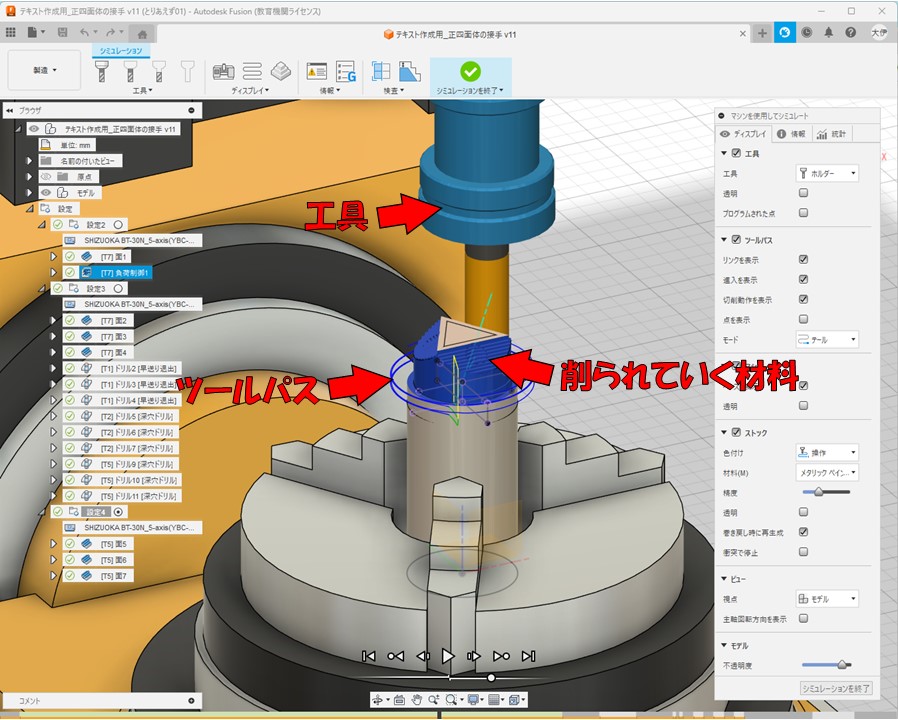 テキスト作成用_正四面体の接手 v11 (とりあえず01) - Autodesk Fusion (教育機関ライセンス)
テキスト作成用_正四面体の接手 v11
大伊
シミュレーション
製造
工具
ディスプレイ
情報
検査
シミュレーションを終了
ブラウザ
テキスト作成用_正四面体の接手 v11
単位: mm
名前の付いたビュー
原点
モデル
設定
設定2
SHIZUOKA BT-30N_5-axis(YBC-...
[T7] 面1
[T7] 負荷制御1
設定3
SHIZUOKA BT-30N_5-axis(YBC-...
[T7] 面2
[T7] 面3
[T7] 面4
[T1] ドリル2 [早送り退出]
[T1] ドリル3 [早送り退出]
[T1] ドリル4 [早送り退出]
[T2] ドリル5 [深穴ドリル]
[T2] ドリル6 [深穴ドリル]
[T2] ドリル7 [深穴ドリル]
[T5] ドリル9 [深穴ドリル]
[T5] ドリル10 [深穴ドリル]
[T5] ドリル11 [深穴ドリル]
設定4
SHIZUOKA BT-30N_5-axis(YBC-...
[T5] 面5
[T5] 面6
[T5] 面7
コメント
工具
ツールパス
削られていく材料
X
マシンを使用してシミュレート
ディスプレイ
情報
統計
工具
工具
ホルダー
透明
プログラムされた点
ツールパス
リンクを表示
進入を表示
切削動作を表示
点を表示
モード
テール
透明
ストック
色付け
操作
材料(M)
メタリック ペイン...
精度
透明
巻き戻し時に再生成
衝突で停止
ビュー
視点
モデル
主軸回転方向を表示
モデル
不透明度
シミュレーションを終了